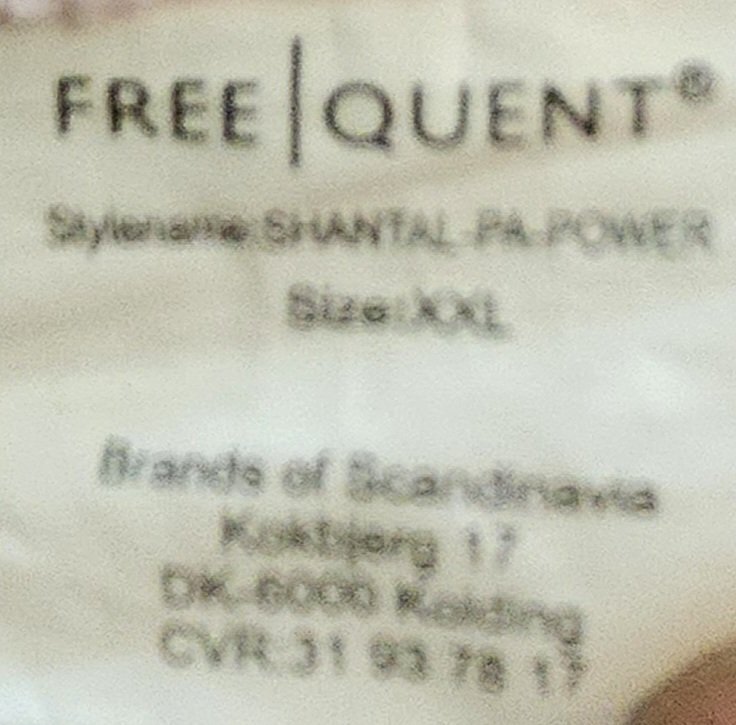 FREE|QUENT®
Stylename:SHANTAL-PA-POWER
Size:XXL
Brands of Scandinavia
Kokbjerg 17
DK-6000 Kolding
CVR:31 93 78 17